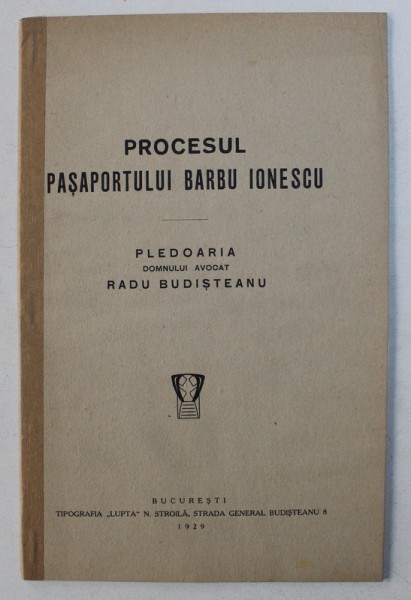 PROCESUL
PAȘAPORTULUI BARBU IONESCU
PLEDOARIA
DOMNULUI AVOCAT
RADU BUDIȘTEANU
BUCUREȘTI
TIPOGRAFIA „LUPTA" N. STROILĂ, STRADA GENERAL BUDIȘTEANU 8
1929